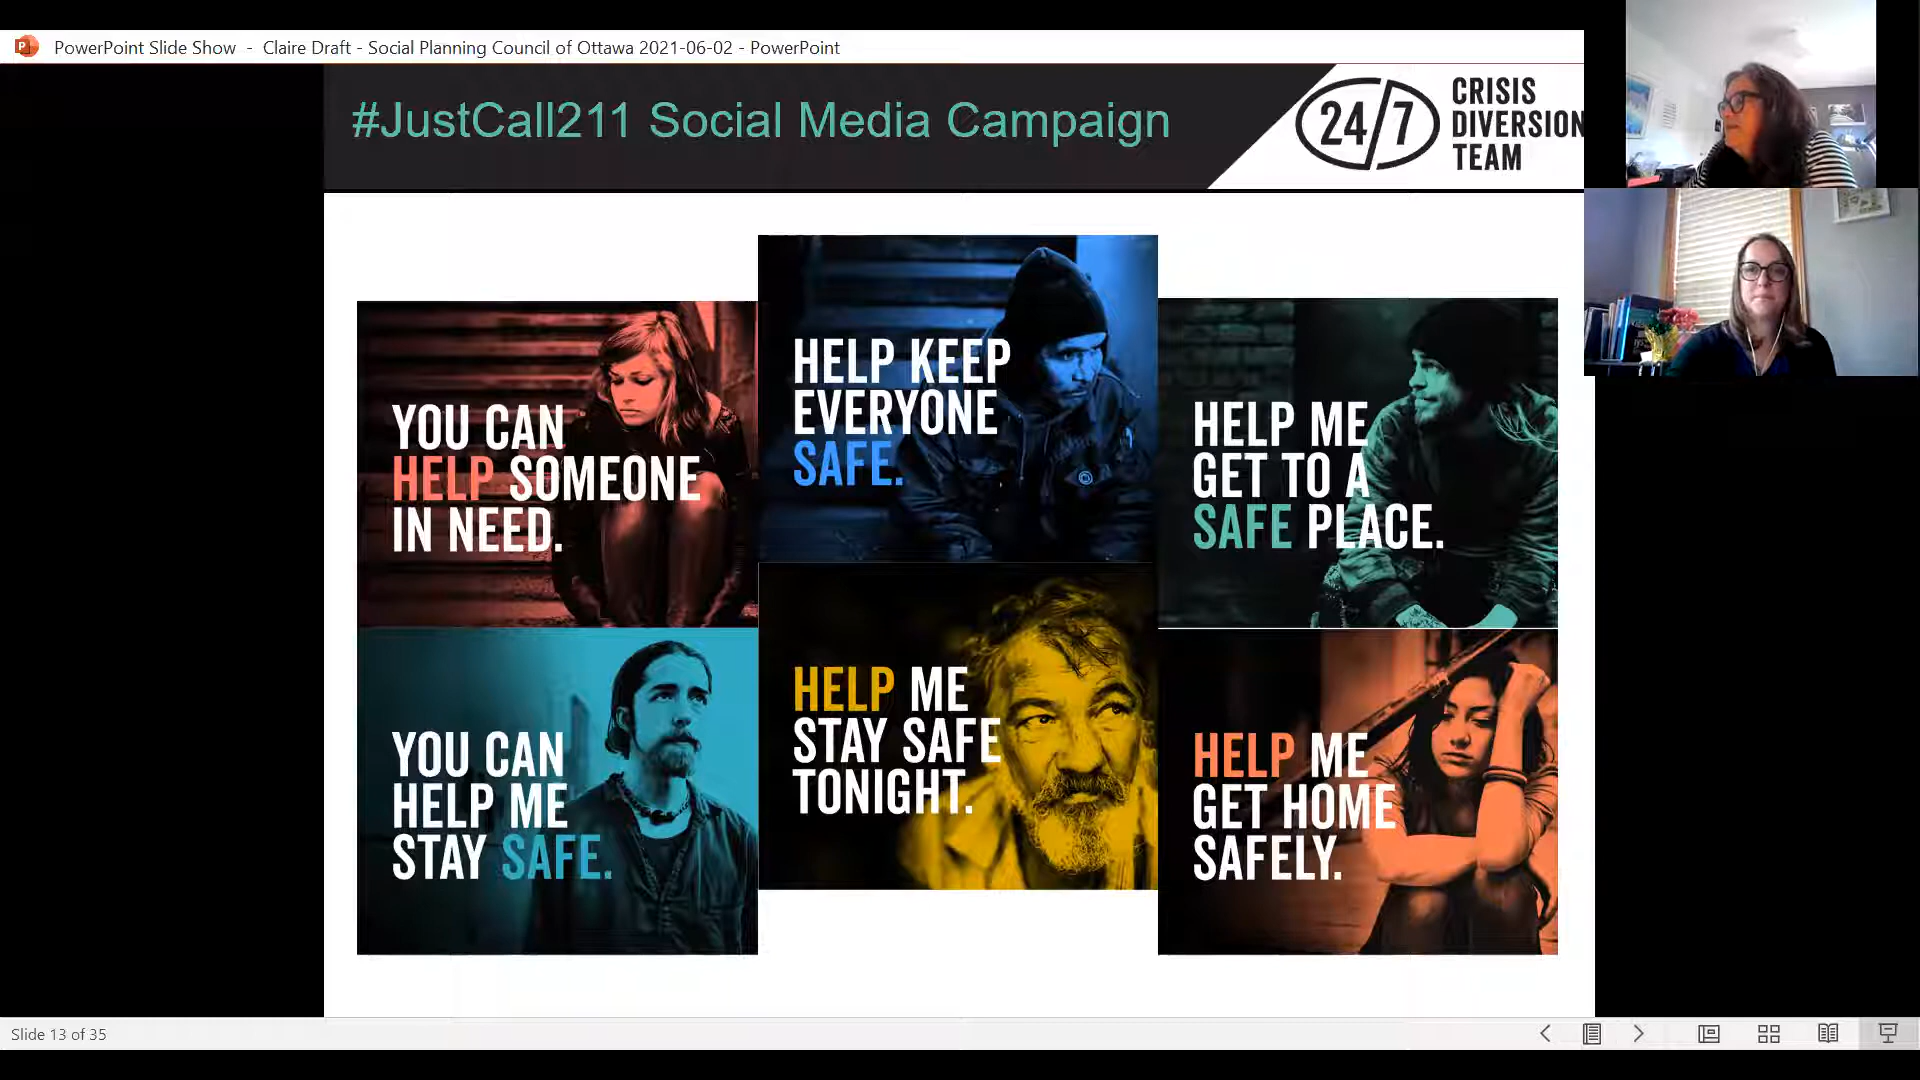 PowerPoint Slide Show - Claire Draft - Social Planning Council of Ottawa 2021-06-02 - PowerPoint
#JustCall211 Social Media Campaign
24/7
CRISIS
DIVERSION
TEAM
YOU CAN
HELP SOMEONE
IN NEED.
HELP KEEP
EVERYONE
SAFE.
HELP ME
GET TO A
SAFE PLACE.
YOU CAN
HELP ME
STAY SAFE.
HELP ME
STAY SAFE
TONIGHT.
HELP ME
GET HOME
SAFELY.
Slide 13 of 35